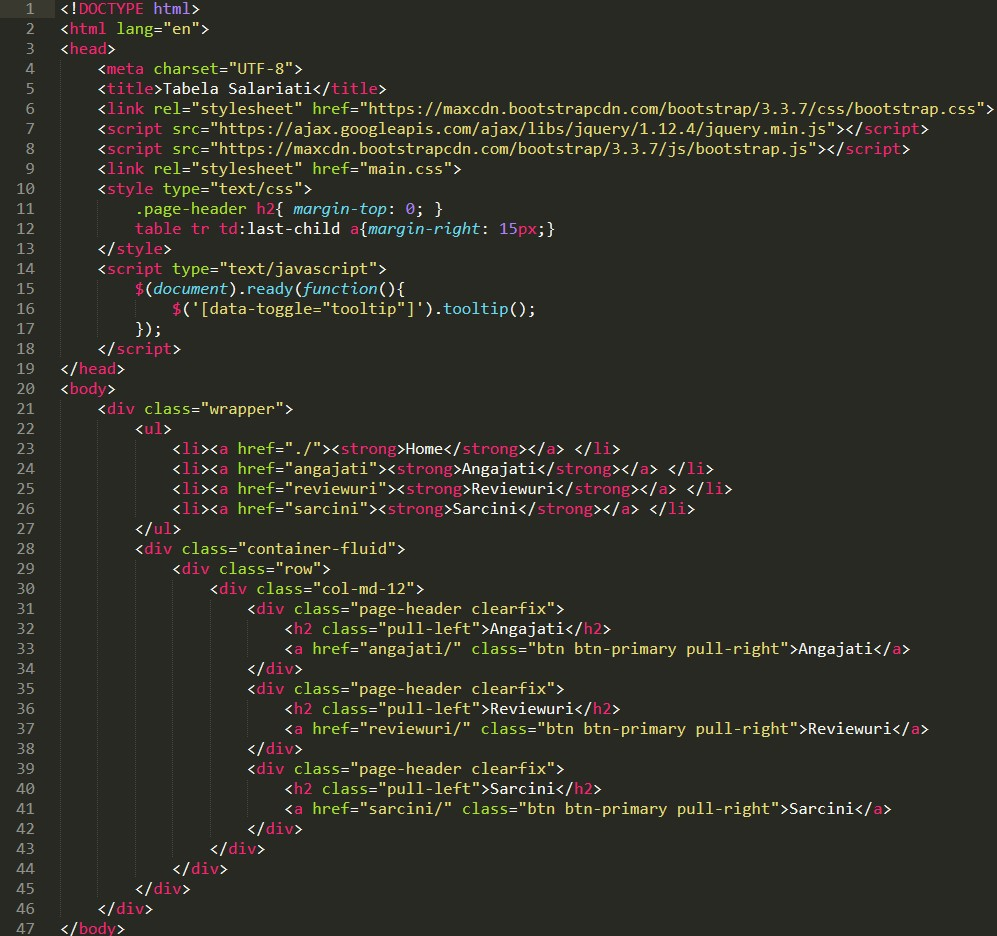 1 <!DOCTYPE html>
2 <html lang="en">
3 <head>
4     <meta charset="UTF-8">
5     <title>Tabela Salariati</title>
6     <link rel="stylesheet" href="https://maxcdn.bootstrapcdn.com/bootstrap/3.3.7/css/bootstrap.css">
7     <script src="https://ajax.googleapis.com/ajax/libs/jquery/1.12.4/jquery.min.js"></script>
8     <script src="https://maxcdn.bootstrapcdn.com/bootstrap/3.3.7/js/bootstrap.js"></script>
9     <link rel="stylesheet" href="main.css">
10     <style type="text/css">
11         .page-header h2{ margin-top: 0; }
12         table tr td:last-child a{margin-right: 15px;}
13     </style>
14     <script type="text/javascript">
15         $(document).ready(function(){
16             $('[data-toggle="tooltip"]').tooltip();
17         });
18     </script>
19 </head>
20 <body>
21     <div class="wrapper">
22         <ul>
23             <li><a href="./"><strong>Home</strong></a> </li>
24             <li><a href="angajati"><strong>Angajati</strong></a> </li>
25             <li><a href="reviewuri"><strong>Reviewuri</strong></a> </li>
26             <li><a href="sarcini"><strong>Sarcini</strong></a> </li>
27         </ul>
28         <div class="container-fluid">
29             <div class="row">
30                 <div class="col-md-12">
31                     <div class="page-header clearfix">
32                         <h2 class="pull-left">Angajati</h2>
33                         <a href="angajati/" class="btn btn-primary pull-right">Angajati</a>
34                     </div>
35                     <div class="page-header clearfix">
36                         <h2 class="pull-left">Reviewuri</h2>
37                         <a href="reviewuri/" class="btn btn-primary pull-right">Reviewuri</a>
38                     </div>
39                     <div class="page-header clearfix">
40                         <h2 class="pull-left">Sarcini</h2>
41                         <a href="sarcini/" class="btn btn-primary pull-right">Sarcini</a>
42                     </div>
43                 </div>
44             </div>
45         </div>
46     </div>
47 </body>